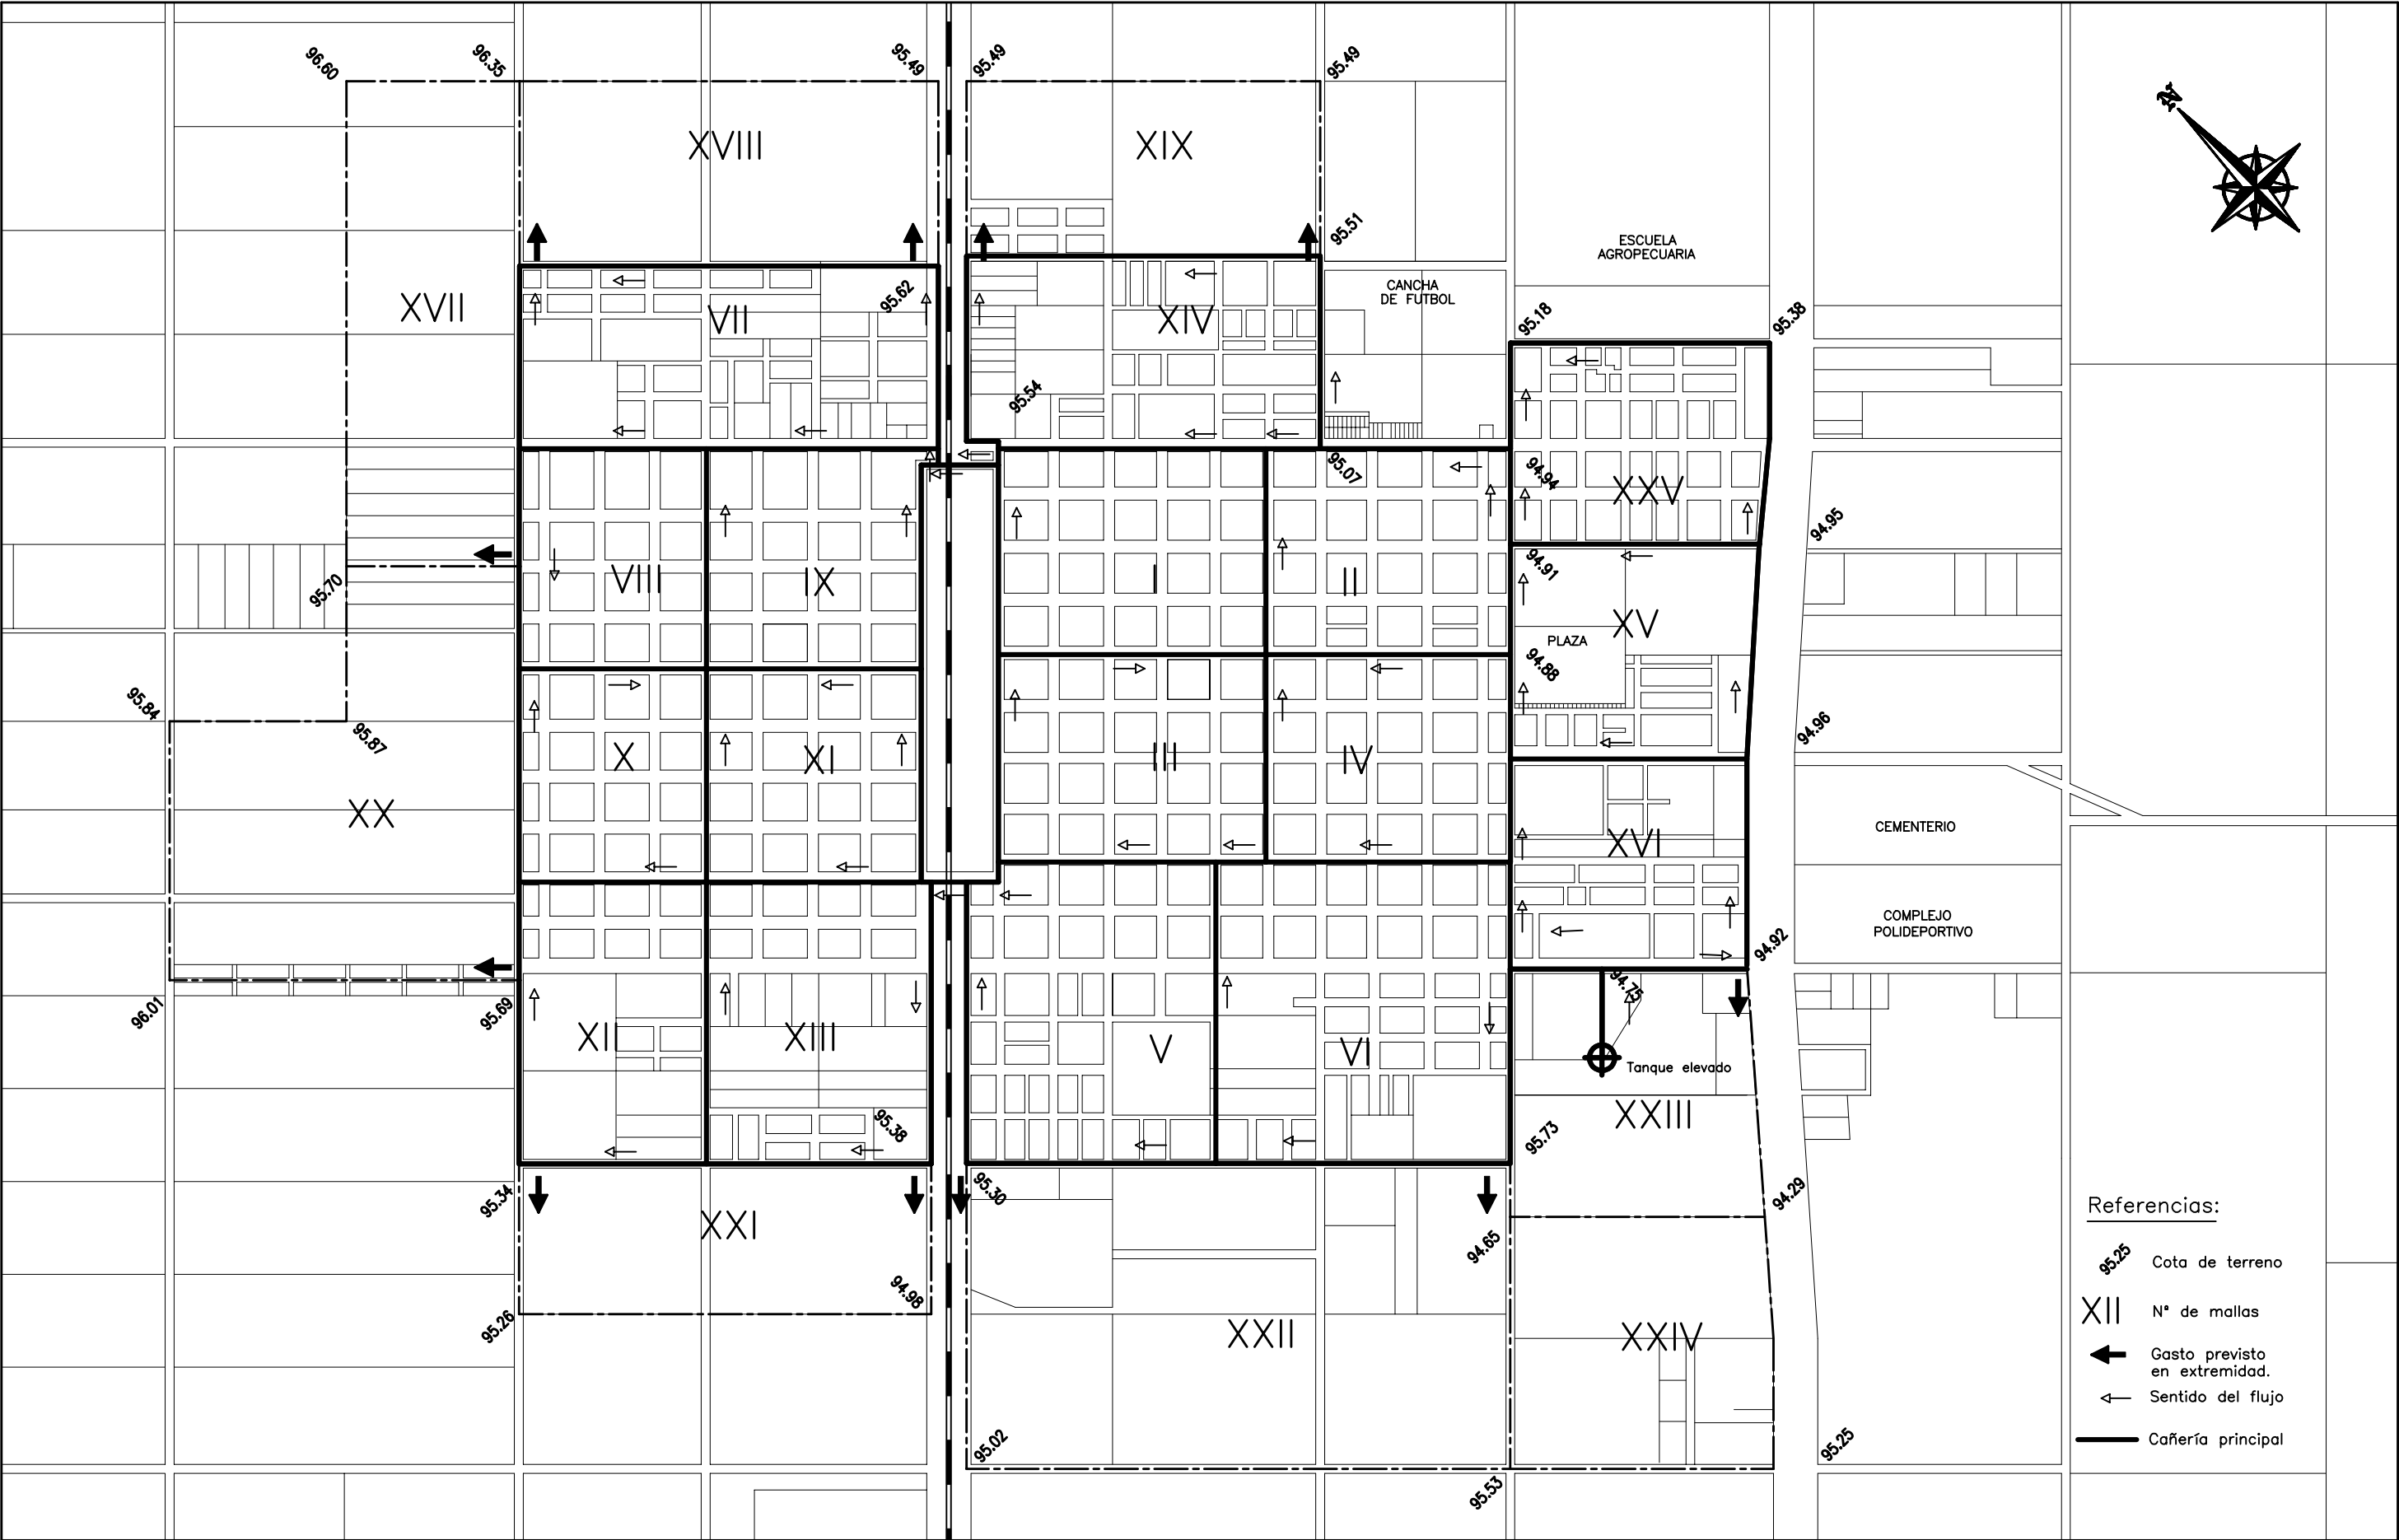 96.60
96.35
95.49
95.49
95.49
N
XVIII
XIX
95.51
ESCUELA
AGROPECUARIA
XVII
95.62
VII
XIV
CANCHA
DE FUTBOL
95.18
95.38
95.54
95.07
94.94
XXV
94.95
95.70
VIII
IX
I
II
94.91
XV
PLAZA
94.88
95.84
95.87
94.96
X
XI
III
IV
XX
XVI
CEMENTERIO
COMPLEJO
POLIDEPORTIVO
94.92
94.75
96.01
95.69
XII
XIII
V
VI
Tanque elevado
XXIII
95.38
95.73
95.34
95.30
94.29
XXI
94.65
94.98
95.26
XXII
XXIV
95.02
95.53
95.25
Referencias:
95.25 Cota de terreno
XII Nº de mallas
Gasto previsto
en extremidad.
Sentido del flujo
Cañería principal